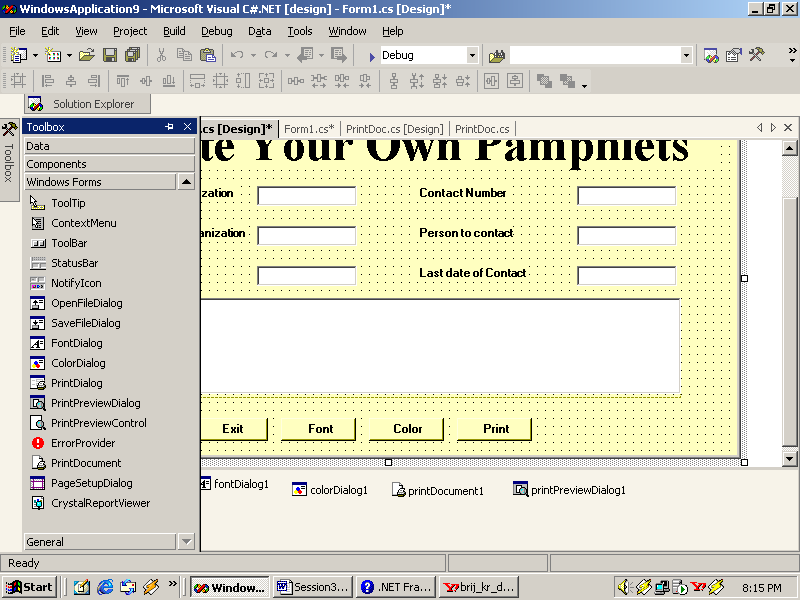 WindowsApplication9 - Microsoft Visual C#.NET [design] - Form1.cs [Design]*
File Edit View Project Build Debug Data Tools Window Help
Debug
Solution Explorer
Toolbox
Toolbox
.cs [Design]* Form1.cs* PrintDoc.cs [Design] PrintDoc.cs
Data
Components
Windows Forms
ToolTip
ContextMenu
ToolBar
StatusBar
NotifyIcon
OpenFileDialog
SaveFileDialog
FontDialog
ColorDialog
PrintDialog
PrintPreviewDialog
PrintPreviewControl
ErrorProvider
PrintDocument
PageSetupDialog
CrystalReportViewer
General
te Your Own Pamphlets
zation Contact Number
anization Person to contact
Last date of Contact
Exit Font Color Print
fontDialog1 colorDialog1 printDocument1 printPreviewDialog1
Ready
Start Window... Session3... .NET Fra... brij_kr_d... 8:15 PM